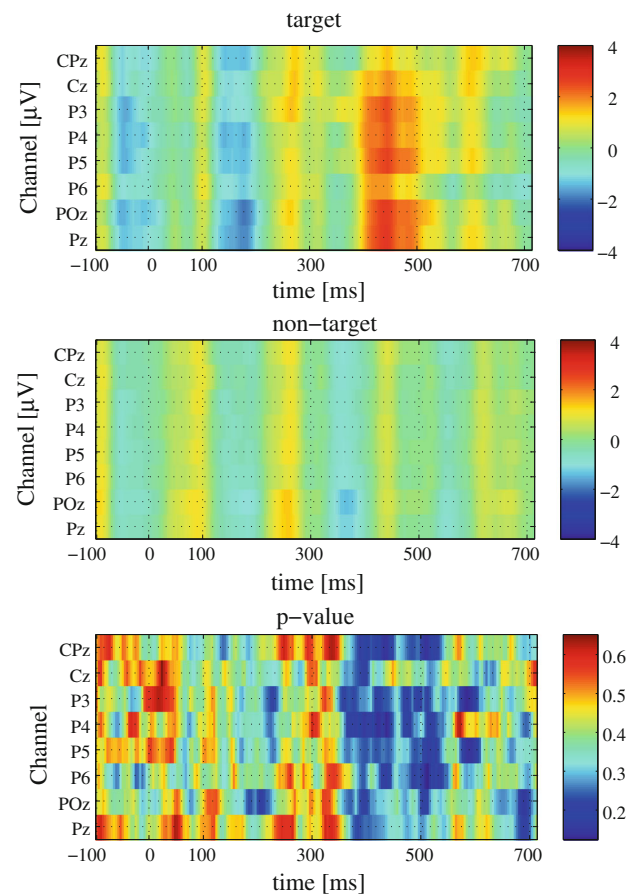 target
Channel [µV]
CPz
Cz
P3
P4
P5
P6
POz
Pz
−100 0 100 300 500 700
time [ms]
4
2
0
−2
−4
non−target
Channel [µV]
CPz
Cz
P3
P4
P5
P6
POz
Pz
−100 0 100 300 500 700
time [ms]
4
2
0
−2
−4
p−value
Channel
CPz
Cz
P3
P4
P5
P6
POz
Pz
−100 0 100 300 500 700
time [ms]
0.6
0.5
0.4
0.3
0.2